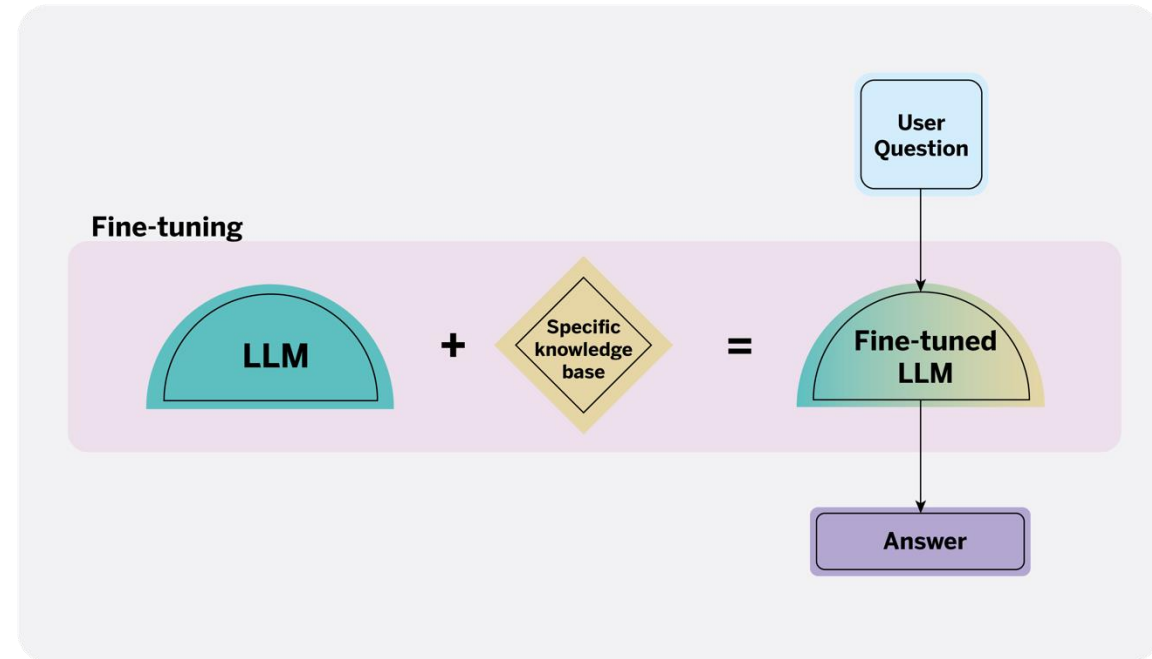 User
Question
Fine-tuning
LLM
+
Specific
knowledge
base
=
Fine-tuned
LLM
Answer